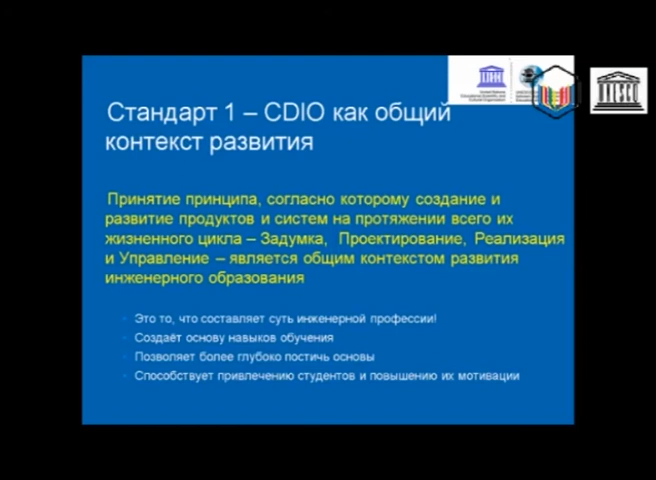 Стандарт 1 – CDIO как общий
контекст развития
Принятие принципа, согласно которому создание и
развитие продуктов и систем на протяжении всего их
жизненного цикла – Задумка, Проектирование, Реализация
и Управление – является общим контекстом развития
инженерного образования
Это то, что составляет суть инженерной профессии!
Создаёт основу навыков обучения
Позволяет более глубоко постичь основы
Способствует привлечению студентов и повышению их мотивации